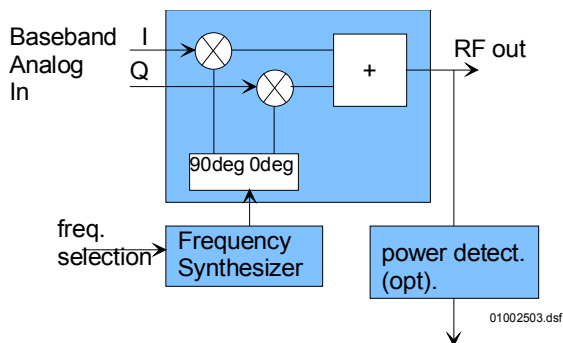 Baseband
Analog
In
I
Q
+
RF out
90deg 0deg
freq.
selection
Frequency
Synthesizer
power detect.
(opt).
01002503.dsf